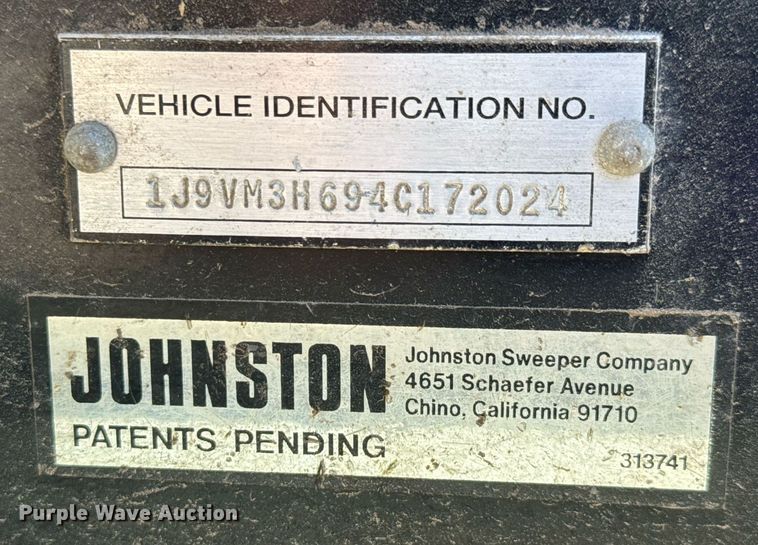 VEHICLE IDENTIFICATION NO.
1J9VM3H694C172024
JOHNSTON
Johnston Sweeper Company
4651 Schaefer Avenue
Chino, California 91710
PATENTS PENDING
313741
Purple Wave Auction